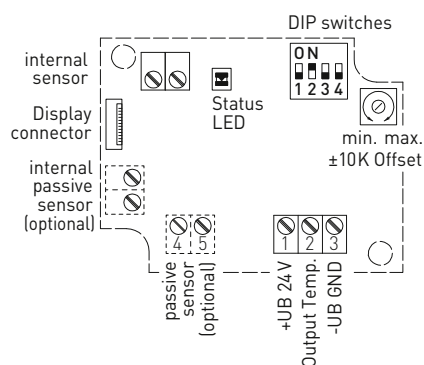 DIP switches
ON
1 2 3 4
internal
sensor
Status
LED
Display
connector
min. max.
±10K Offset
internal
passive
sensor
(optional)
4 5
1 2 3
passive
sensor
(optional)
+UB 24 V
Output Temp.
-UB GND